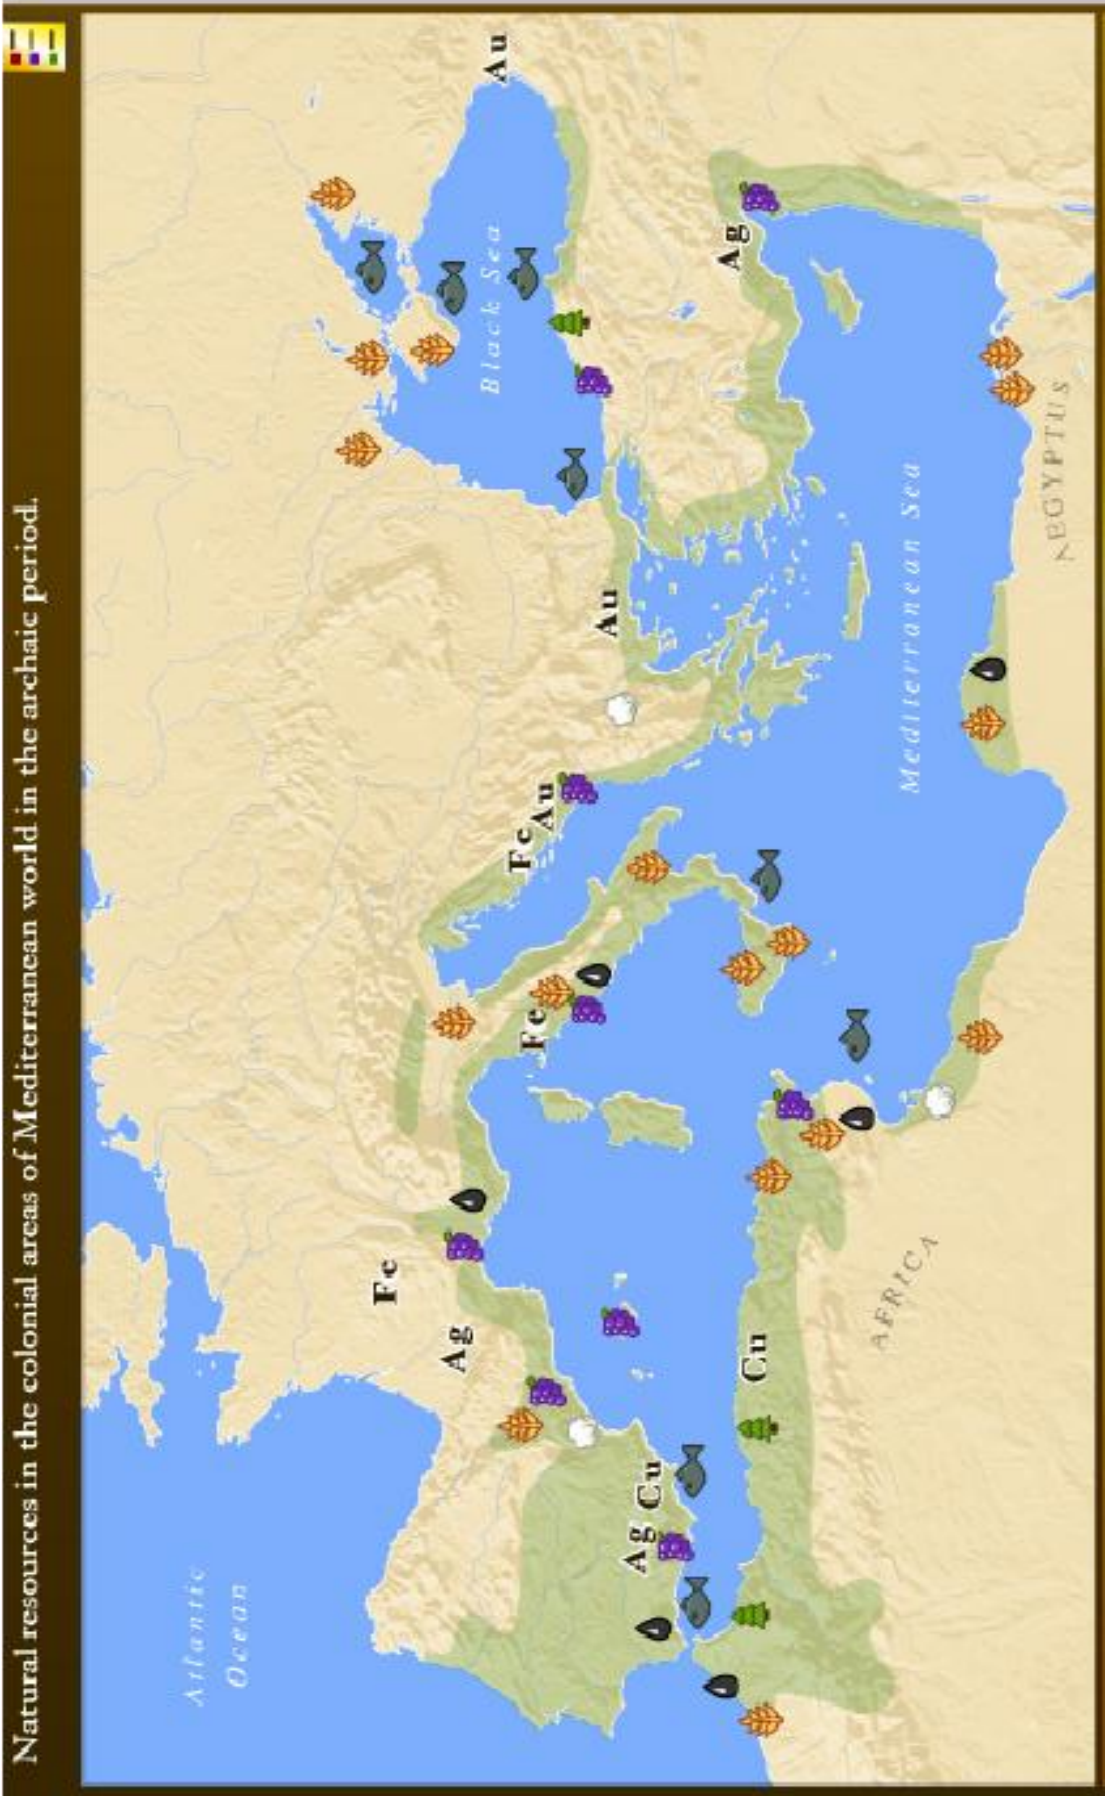 Natural resources in the colonial areas of Mediterranean world in the archaic period.
Atlantic
Ocean
Black Sea
Au
Fe
Ag
Fe
Fe
Au
Au
Ag
Ag
Cu
Cu
Mediterranean Sea
AFRICA
AEGYPTUS